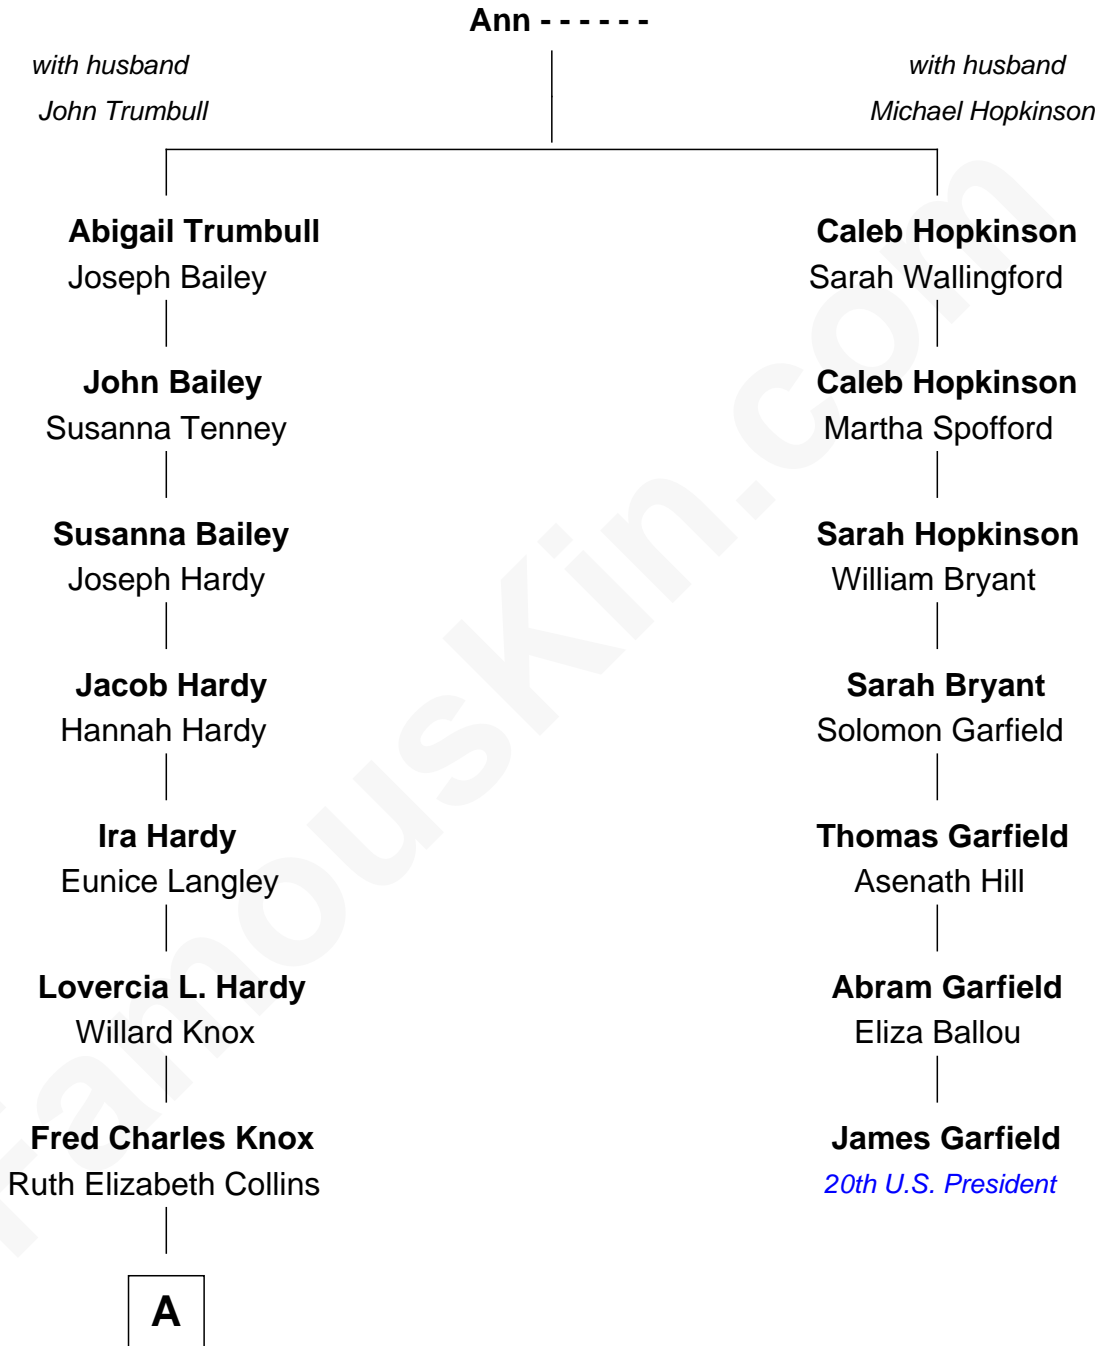 Ann - - - - - -
with husband
John Trumbull
with husband
Michael Hopkinson
Abigail Trumbull
Joseph Bailey
Caleb Hopkinson
Sarah Wallingford
John Bailey
Susanna Tenney
Caleb Hopkinson
Martha Spofford
Susanna Bailey
Joseph Hardy
Sarah Hopkinson
William Bryant
Jacob Hardy
Hannah Hardy
Sarah Bryant
Solomon Garfield
Ira Hardy
Eunice Langley
Thomas Garfield
Asenath Hill
Lovercia L. Hardy
Willard Knox
Abram Garfield
Eliza Ballou
Fred Charles Knox
Ruth Elizabeth Collins
James Garfield
20th U.S. President
A
FamousKin.com